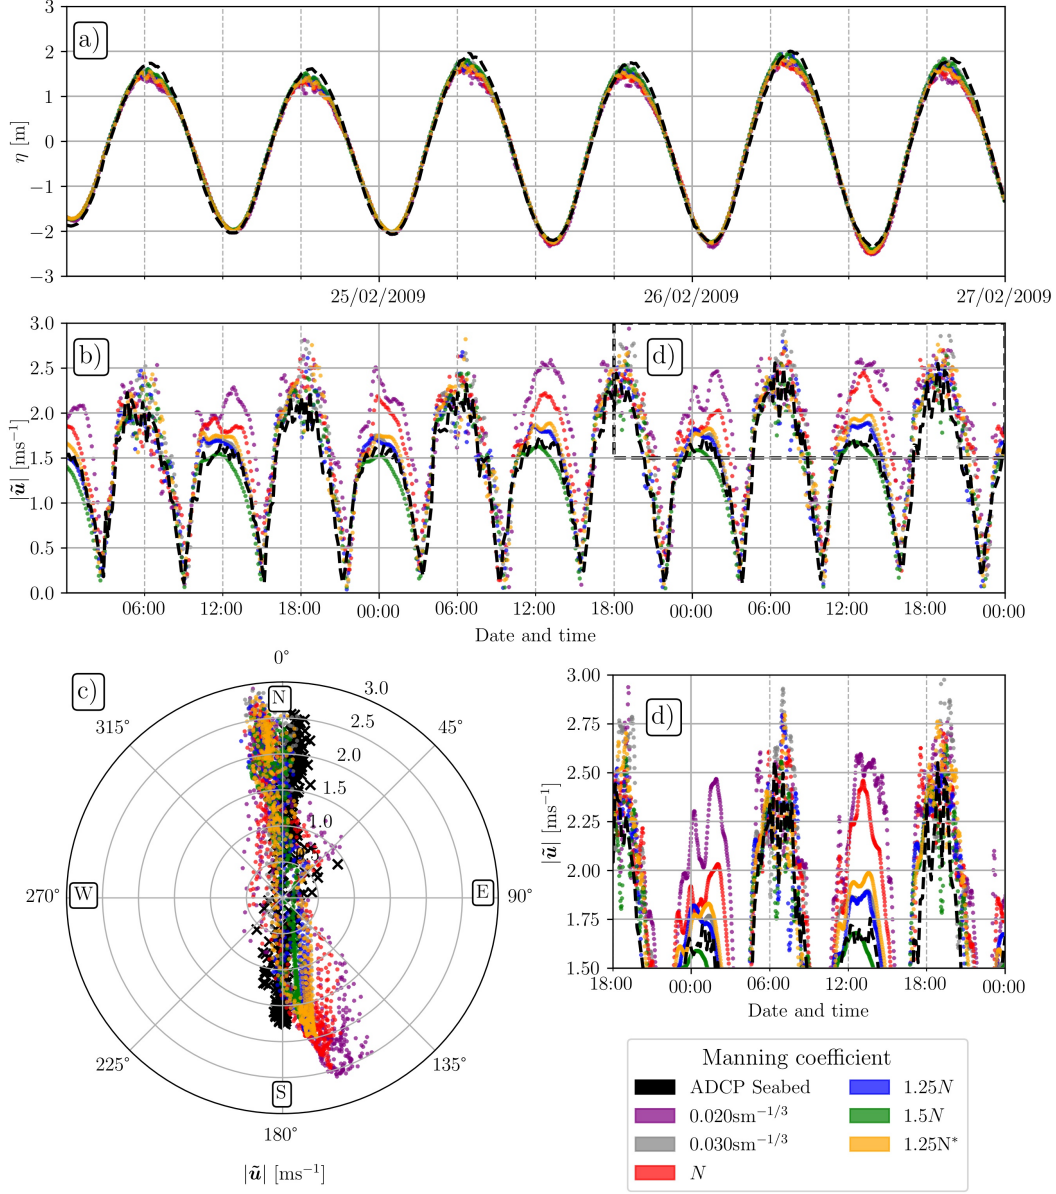 3
a)
2
1
0
−1
−2
−3
η [m]
25/02/2009
26/02/2009
27/02/2009
3.0
b)
d)
2.5
2.0
1.5
1.0
0.5
0.0
|ũ| [ms⁻¹]
06:00
12:00
18:00
00:00
06:00
12:00
18:00
00:00
06:00
12:00
18:00
00:00
Date and time
c)
0°
N
3.0
2.5
2.0
1.5
1.0
315°
45°
270°
W
E
90°
225°
135°
S
180°
|ũ| [ms⁻¹]
d)
3.00
2.75
2.50
2.25
2.00
1.75
1.50
|ũ| [ms⁻¹]
18:00
00:00
06:00
12:00
18:00
00:00
Date and time
Manning coefficient
ADCP Seabed
0.020sm⁻¹/³
0.030sm⁻¹/³
N
1.25N
1.5N
1.25N*